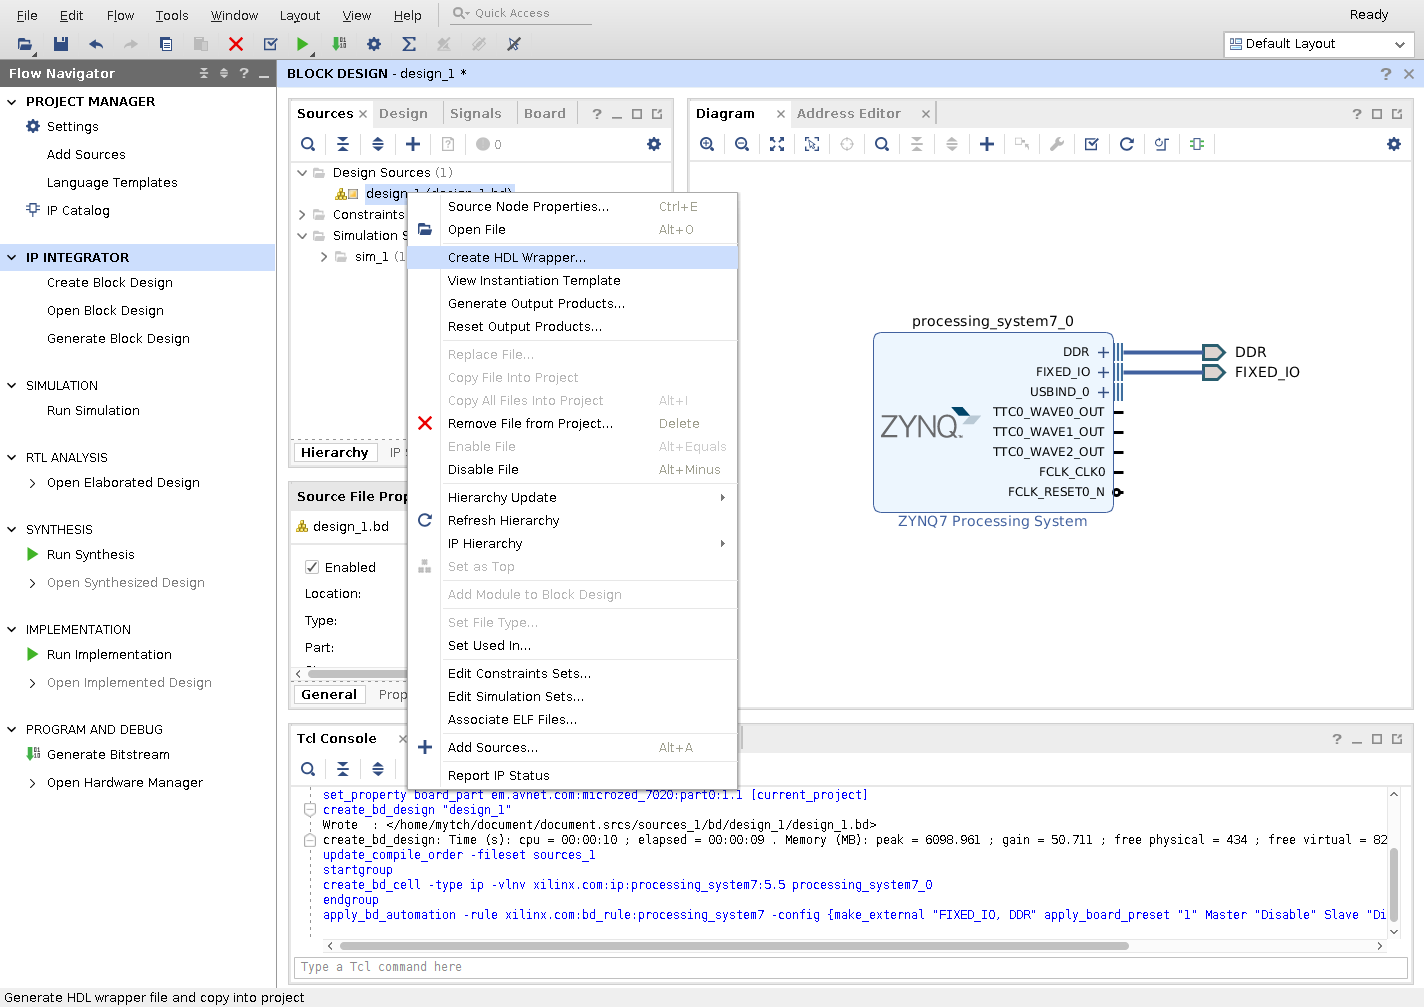 File Edit Flow Tools Window Layout View Help Quick Access Ready
Default Layout
Flow Navigator
PROJECT MANAGER
Settings
Add Sources
Language Templates
IP Catalog
IP INTEGRATOR
Create Block Design
Open Block Design
Generate Block Design
SIMULATION
Run Simulation
RTL ANALYSIS
Open Elaborated Design
SYNTHESIS
Run Synthesis
Open Synthesized Design
IMPLEMENTATION
Run Implementation
Open Implemented Design
PROGRAM AND DEBUG
Generate Bitstream
Open Hardware Manager
BLOCK DESIGN - design_1 *
Sources Design Signals Board
0
Design Sources (1)
design_1 (design_1.bd)
Constraints
Simulation S
sim_1 (1
Hierarchy IP S
Source File Prop
design_1.bd
Enabled
Location:
Type:
Part:
General Prop
Source Node Properties... Ctrl+E
Open File Alt+O
Create HDL Wrapper...
View Instantiation Template
Generate Output Products...
Reset Output Products...
Replace File...
Copy File Into Project
Copy All Files Into Project Alt+I
Remove File from Project... Delete
Enable File Alt+Equals
Disable File Alt+Minus
Hierarchy Update
Refresh Hierarchy
IP Hierarchy
Set as Top
Add Module to Block Design
Set File Type...
Set Used In...
Edit Constraints Sets...
Edit Simulation Sets...
Associate ELF Files...
Add Sources... Alt+A
Report IP Status
Diagram Address Editor
processing_system7_0
DDR
FIXED_IO
USBIND_0
TTC0_WAVE0_OUT
TTC0_WAVE1_OUT
TTC0_WAVE2_OUT
FCLK_CLK0
FCLK_RESET0_N
ZYNQ™
DDR
FIXED_IO
ZYNQ7 Processing System
Tcl Console
set_property board_part em.avnet.com:microzed_7020:part0:1.1 [current_project]
create_bd_design "design_1"
Wrote  : </home/mytch/document/document.srcs/sources_1/bd/design_1/design_1.bd>
create_bd_design: Time (s): cpu = 00:00:10 ; elapsed = 00:00:09 . Memory (MB): peak = 6098.961 ; gain = 50.711 ; free physical = 434 ; free virtual = 82
update_compile_order -fileset sources_1
startgroup
create_bd_cell -type ip -vlnv xilinx.com:ip:processing_system7:5.5 processing_system7_0
endgroup
apply_bd_automation -rule xilinx.com:bd_rule:processing_system7 -config {make_external "FIXED_IO, DDR" apply_board_preset "1" Master "Disable" Slave "Di
Type a Tcl command here
Generate HDL wrapper file and copy into project